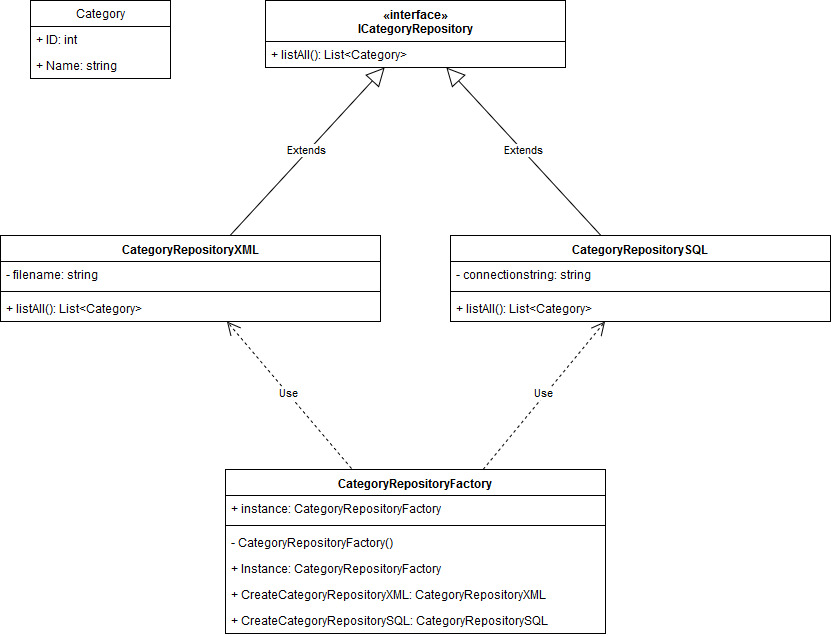 Category
+ ID: int
+ Name: string
«interface»
ICategoryRepository
+ listAll(): List<Category>
Extends
Extends
CategoryRepositoryXML
- filename: string
+ listAll(): List<Category>
CategoryRepositorySQL
- connectionstring: string
+ listAll(): List<Category>
Use
Use
CategoryRepositoryFactory
+ instance: CategoryRepositoryFactory
- CategoryRepositoryFactory()
+ Instance: CategoryRepositoryFactory
+ CreateCategoryRepositoryXML: CategoryRepositoryXML
+ CreateCategoryRepositorySQL: CategoryRepositorySQL